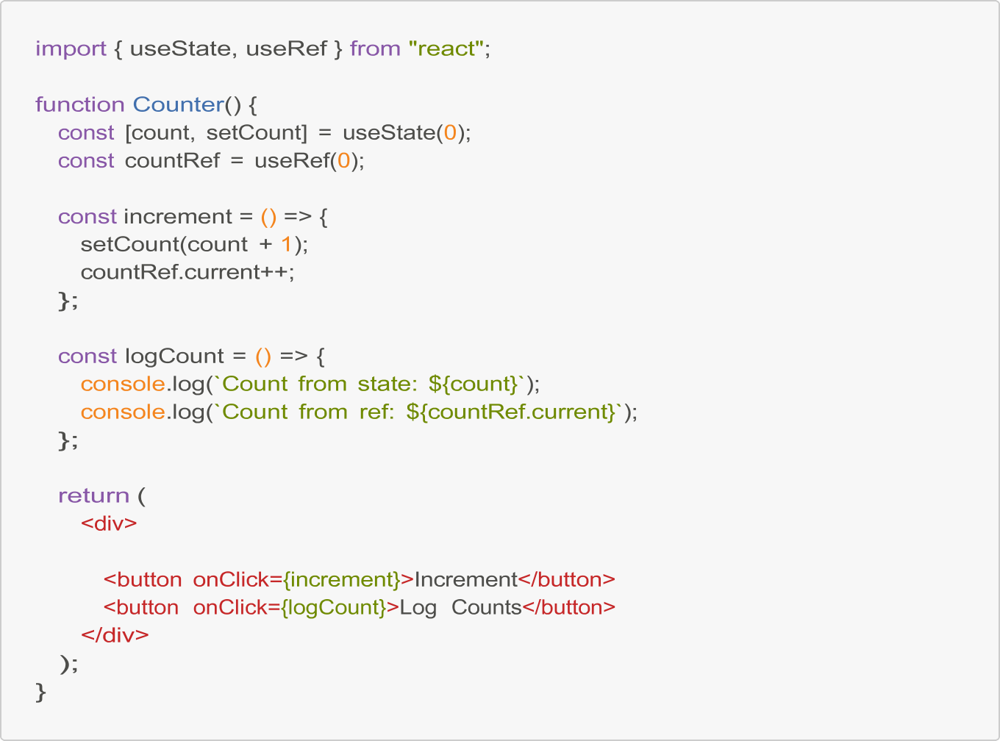 import { useState, useRef } from "react";
function Counter() {
const [count, setCount] = useState(0);
const countRef = useRef(0);
const increment = () => {
setCount(count + 1);
countRef.current++;
};
const logCount = () => {
console.log(`Count from state: ${count}`);
console.log(`Count from ref: ${countRef.current}`);
};
return (
<div>
<button onClick={increment}>Increment</button>
<button onClick={logCount}>Log Counts</button>
</div>
);
}